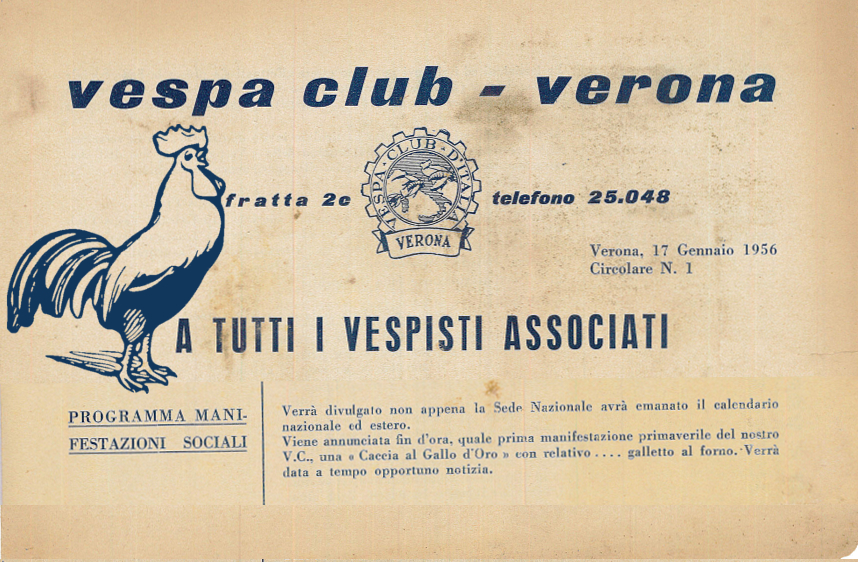 vespa club - verona
fratta 2c
VESPA · CLUB · D'ITALIA
VERONA
telefono 25.048
Verona, 17 Gennaio 1956
Circolare N. 1
A TUTTI I VESPISTI ASSOCIATI
PROGRAMMA MANI-
FESTAZIONI SOCIALI
Verrà divulgato non appena la Sede Nazionale avrà emanato il calendario
nazionale ed estero.
Viene annunciata fin d'ora, quale prima manifestazione primaverile del nostro
V.C., una « Caccia al Gallo d'Oro » con relativo .... galletto al forno. Verrà
data a tempo opportuno notizia.